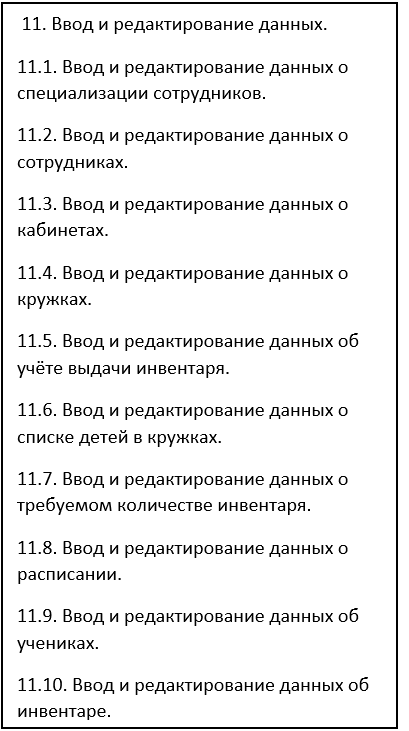 11. Ввод и редактирование данных.
11.1. Ввод и редактирование данных о
специализации сотрудников.
11.2. Ввод и редактирование данных о
сотрудниках.
11.3. Ввод и редактирование данных о
кабинетах.
11.4. Ввод и редактирование данных о
кружках.
11.5. Ввод и редактирование данных об
учёте выдачи инвентаря.
11.6. Ввод и редактирование данных о
списке детей в кружках.
11.7. Ввод и редактирование данных о
требуемом количестве инвентаря.
11.8. Ввод и редактирование данных о
расписании.
11.9. Ввод и редактирование данных об
учениках.
11.10. Ввод и редактирование данных об
инвентаре.